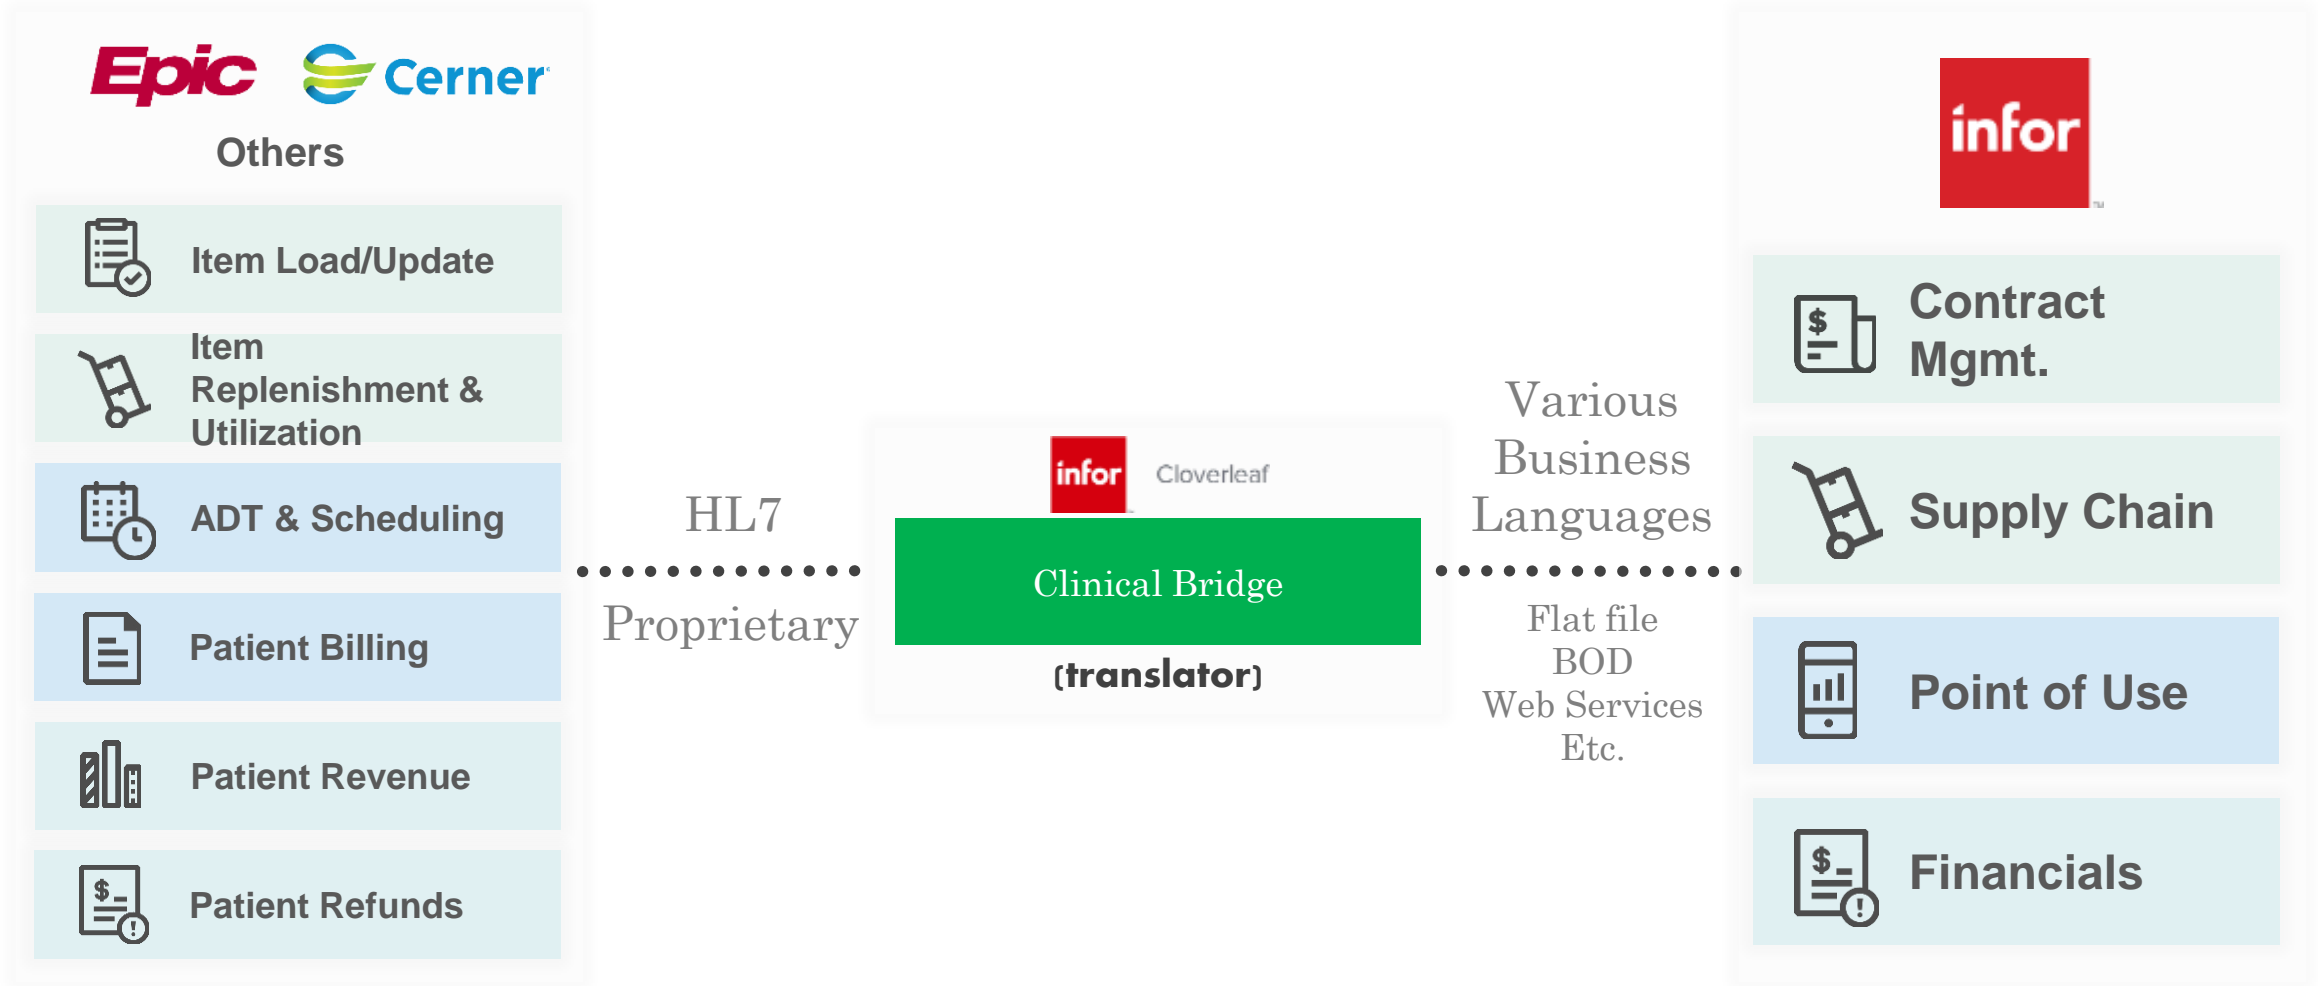 Epic
Cerner
Others
Item Load/Update
Item
Replenishment &
Utilization
ADT & Scheduling
Patient Billing
Patient Revenue
$
Patient Refunds
HL7
Proprietary
infor
Cloverleaf
Clinical Bridge
(translator)
Various
Business
Languages
Flat file
BOD
Web Services
Etc.
infor
TM
$
Contract
Mgmt.
Supply Chain
Point of Use
$
Financials